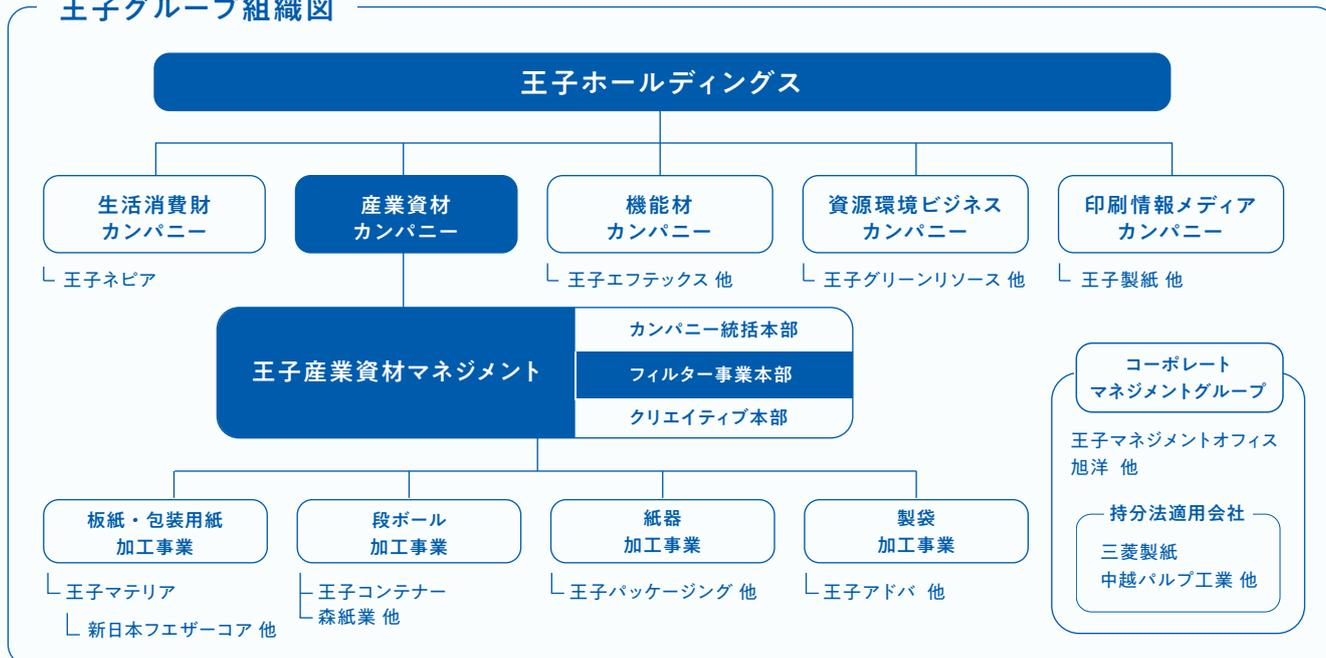 王子グループ組織図
王子ホールディングス
生活消費財
カンパニー
王子ネピア
産業資材
カンパニー
機能材
カンパニー
王子エフテックス 他
資源環境ビジネス
カンパニー
王子グリーンリソース 他
印刷情報メディア
カンパニー
王子製紙 他
王子産業資材マネジメント
カンパニー統括本部
フィルター事業本部
クリエイティブ本部
板紙・包装用紙
加工事業
王子マテリア
新日本フエザーコア 他
段ボール
加工事業
王子コンテナー
森紙業 他
紙器
加工事業
王子パッケージング 他
製袋
加工事業
王子アドバ 他
コーポレート
マネジメントグループ
王子マネジメントオフィス
旭洋 他
持分法適用会社
三菱製紙
中越パルプ工業 他